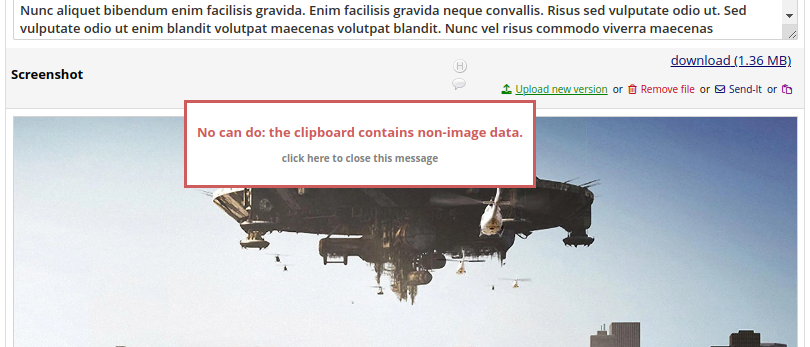 Nunc aliquet bibendum enim facilisis gravida. Enim facilisis gravida neque convallis. Risus sed vulputate odio ut. Sed
vulputate odio ut enim blandit volutpat maecenas volutpat blandit. Nunc vel risus commodo viverra maecenas
download (1.36 MB)
Screenshot
H
Upload new version or Remove file or Send-It or
No can do: the clipboard contains non-image data.
click here to close this message